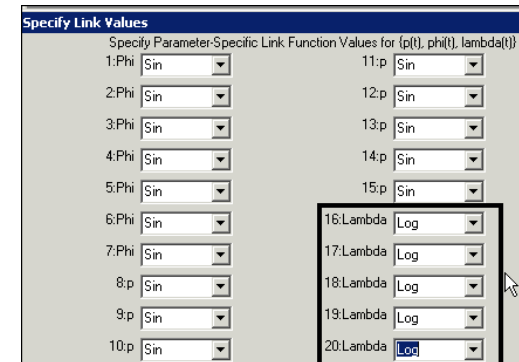 Specify Link Values
Specify Parameter-Specific Link Function Values for {p(t), phi(t), lambda(t)}
1:Phi Sin 11:p Sin
2:Phi Sin 12:p Sin
3:Phi Sin 13:p Sin
4:Phi Sin 14:p Sin
5:Phi Sin 15:p Sin
6:Phi Sin 16:Lambda Log
7:Phi Sin 17:Lambda Log
8:p Sin 18:Lambda Log
9:p Sin 19:Lambda Log
10:p Sin 20:Lambda Log